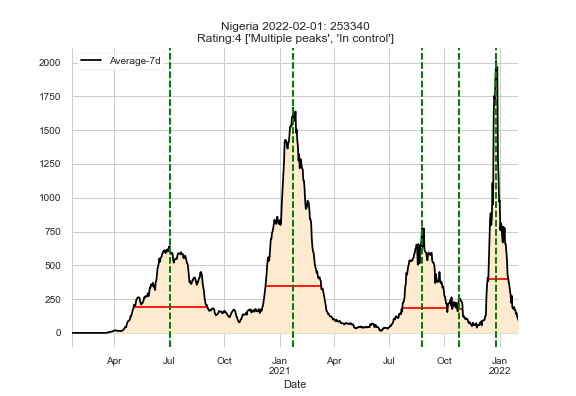 Nigeria 2022-02-01: 253340
Rating:4 ['Multiple peaks', 'In control']
Average-7d
2000
1750
1500
1250
1000
750
500
250
0
Apr Jul Oct Jan Apr Jul Oct Jan
2021 2022
Date